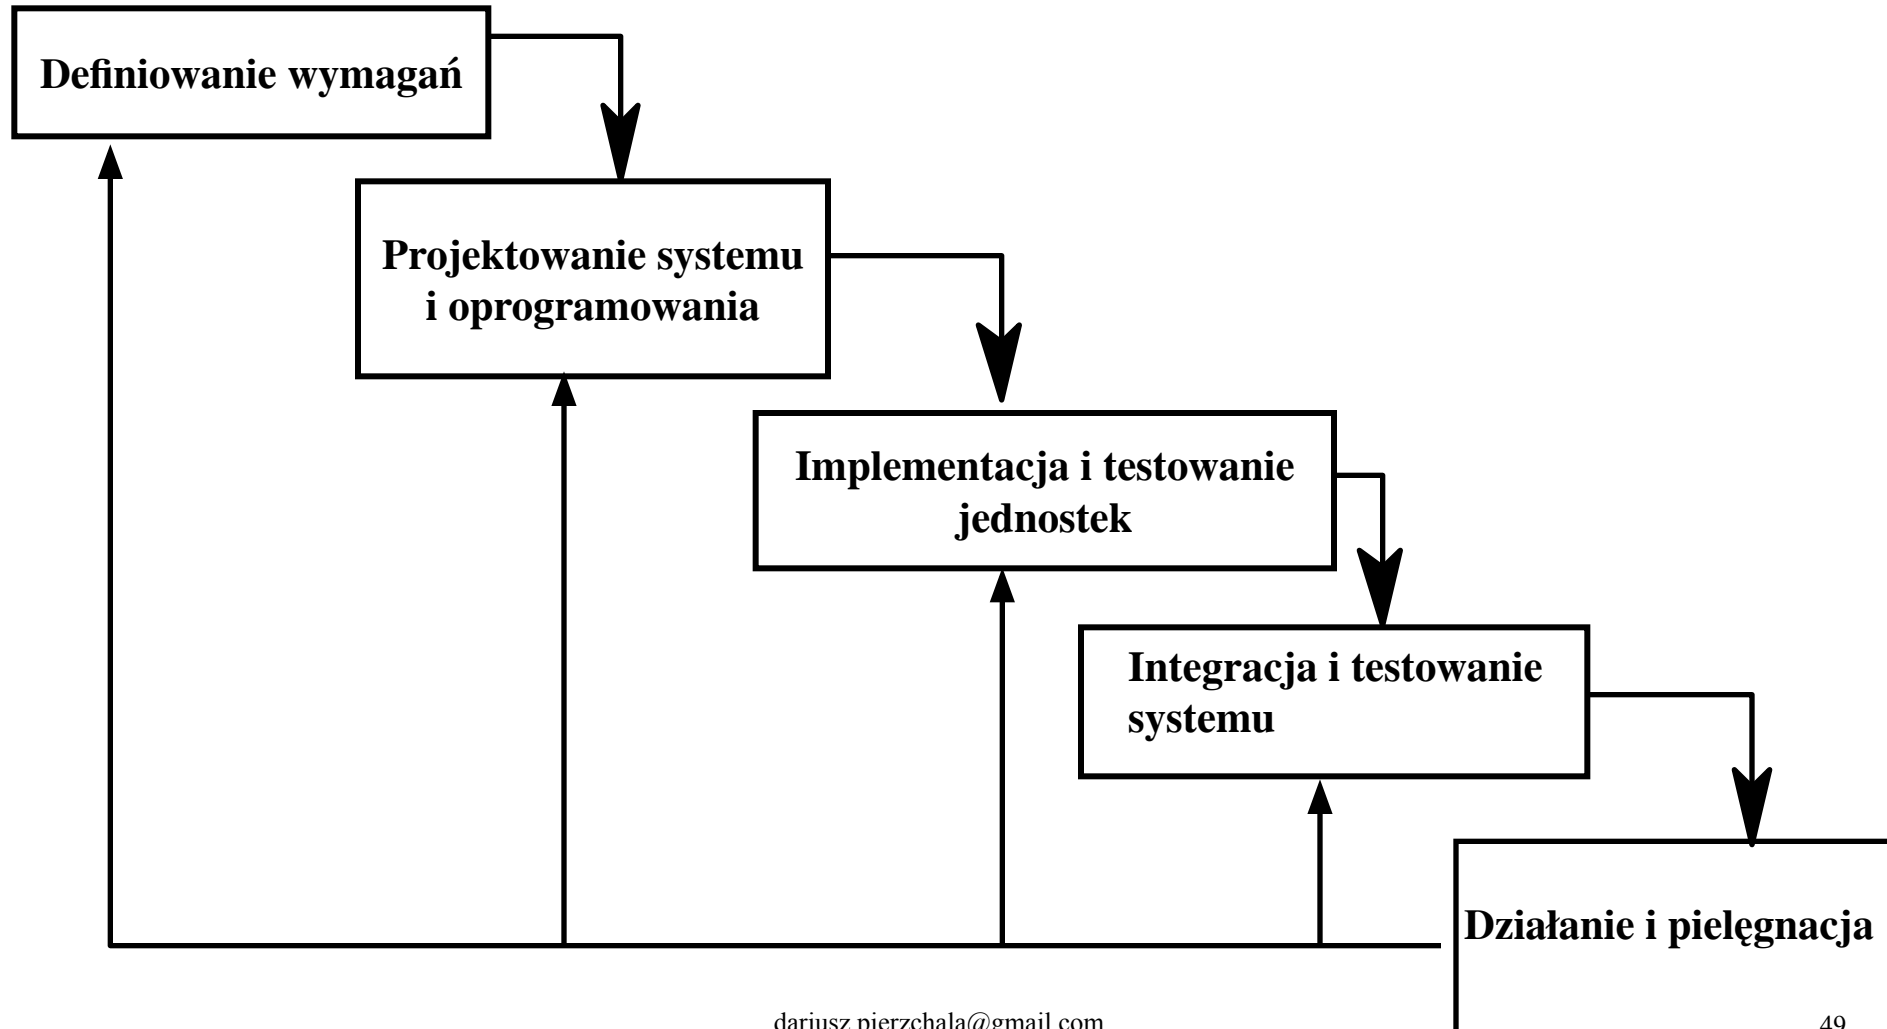 Definiowanie wymagań
Projektowanie systemu
i oprogramowania
Implementacja i testowanie
jednostek
Integracja i testowanie
systemu
Działanie i pielęgnacja
dariusz.pierzchala@gmail.com
49